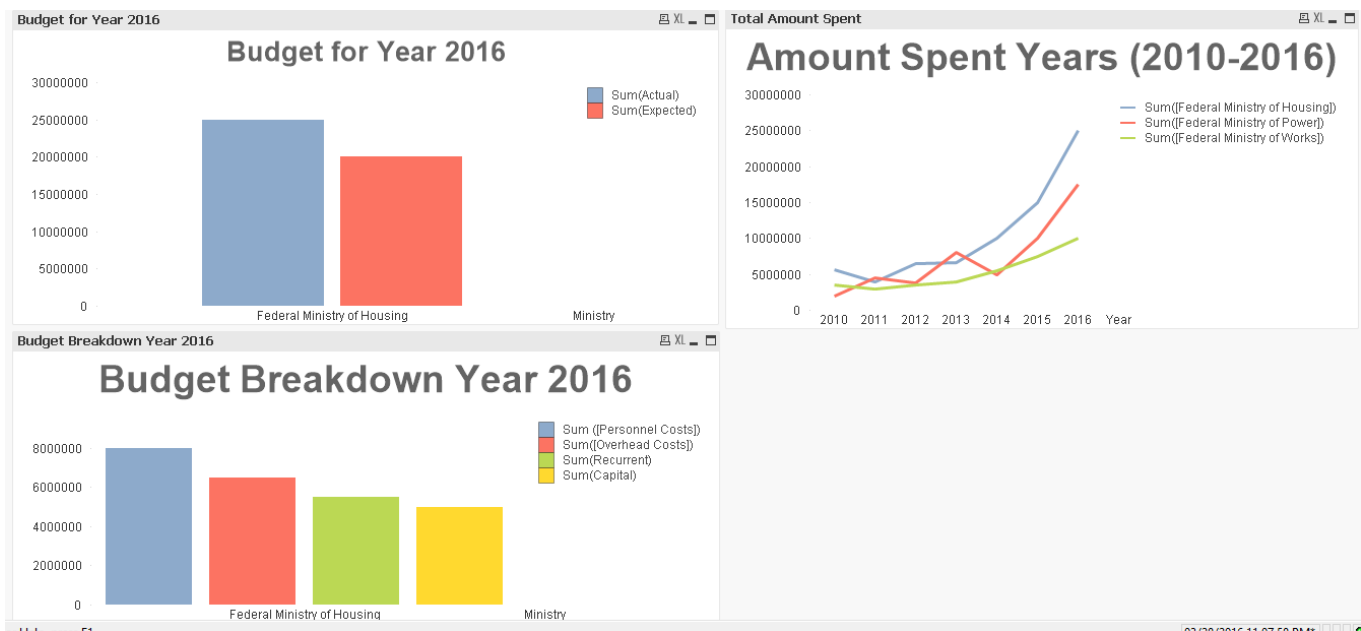 Budget for Year 2016
XL
Budget for Year 2016
30000000
25000000
20000000
15000000
10000000
5000000
0
Sum(Actual)
Sum(Expected)
Federal Ministry of Housing
Ministry
Total Amount Spent
XL
Amount Spent Years (2010-2016)
30000000
25000000
20000000
15000000
10000000
5000000
0
Sum([Federal Ministry of Housing])
Sum([Federal Ministry of Power])
Sum([Federal Ministry of Works])
2010 2011 2012 2013 2014 2015 2016 Year
Budget Breakdown Year 2016
XL
Budget Breakdown Year 2016
8000000
6000000
4000000
2000000
0
Sum ([Personnel Costs])
Sum([Overhead Costs])
Sum(Recurrent)
Sum(Capital)
Federal Ministry of Housing
Ministry